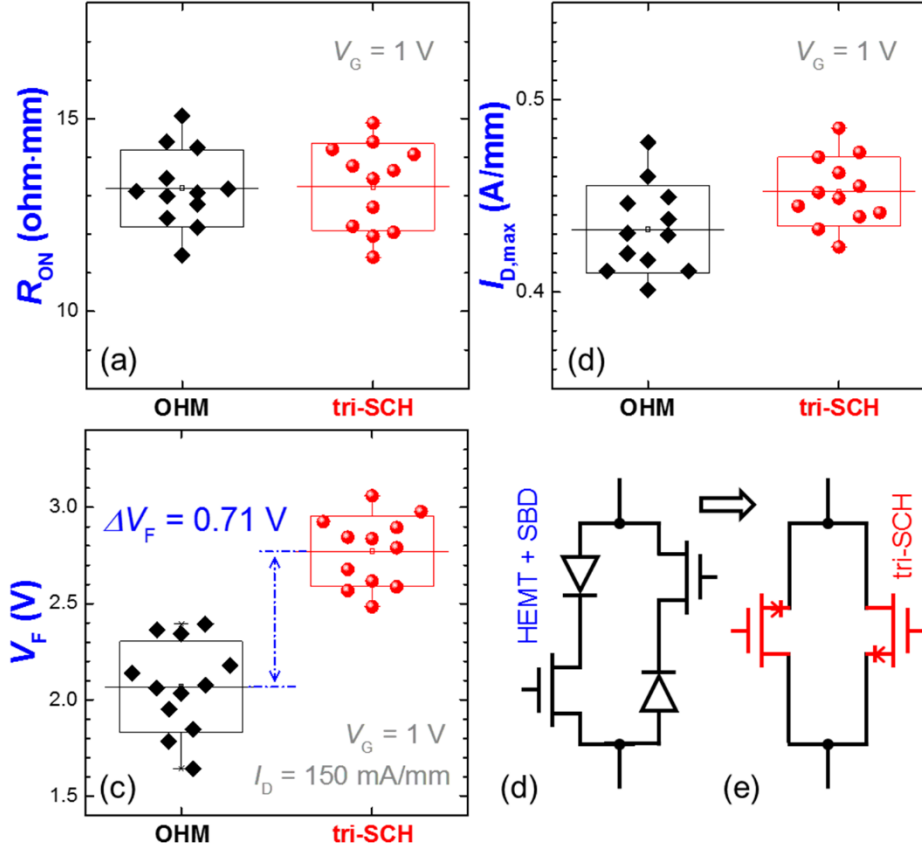 V_G = 1 V
15
10
R_ON (ohm·mm)
(a)
OHM
tri-SCH
V_G = 1 V
0.5
0.4
I_D,max (A/mm)
(d)
OHM
tri-SCH
ΔV_F = 0.71 V
3.0
2.5
2.0
1.5
V_F (V)
V_G = 1 V
I_D = 150 mA/mm
(c)
OHM
tri-SCH
HEMT + SBD
(d)
tri-SCH
(e)